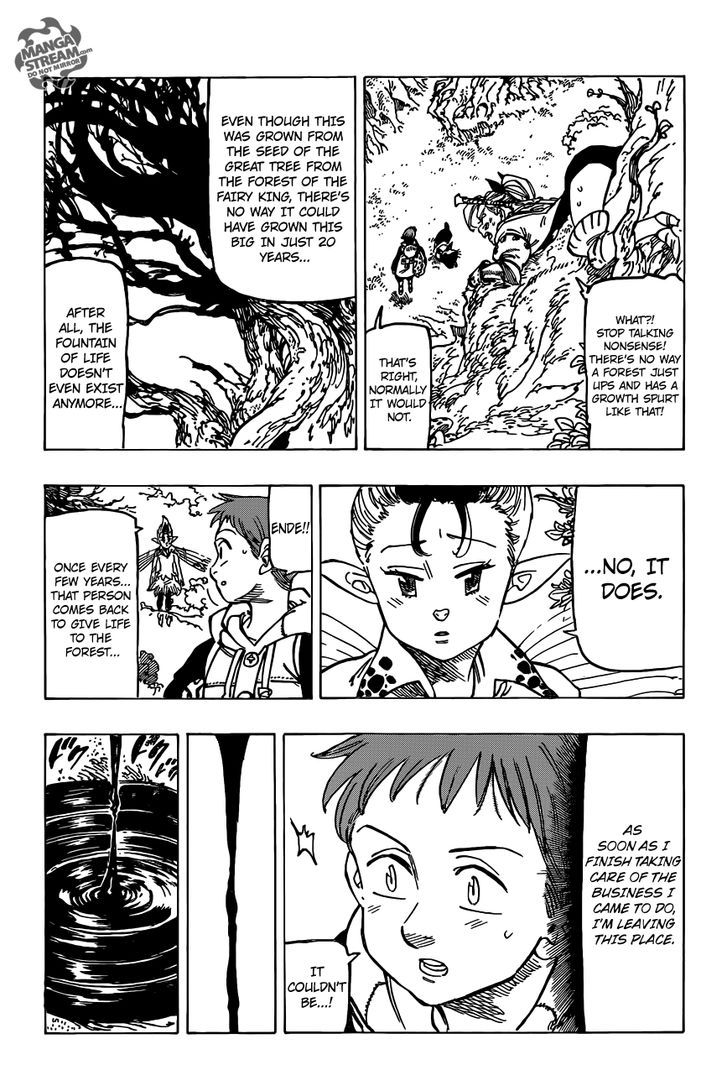 MANGA
STREAM.com
DO NOT MIRROR
WHAT?!
STOP TALKING
NONSENSE!
THERE'S NO WAY
A FOREST JUST
UPS AND HAS A
GROWTH SPURT
LIKE THAT!
THAT'S
RIGHT,
NORMALLY
IT WOULD
NOT.
EVEN THOUGH THIS
WAS GROWN FROM
THE SEED OF THE
GREAT TREE FROM
THE FOREST OF THE
FAIRY KING, THERE'S
NO WAY IT COULD
HAVE GROWN THIS
BIG IN JUST 20
YEARS...
AFTER
ALL, THE
FOUNTAIN
OF LIFE
DOESN'T
EVEN EXIST
ANYMORE...
...NO, IT
DOES.
ENDE!!
ONCE EVERY
FEW YEARS...
THAT PERSON
COMES BACK
TO GIVE LIFE
TO THE
FOREST...
AS
SOON AS I
FINISH TAKING
CARE OF THE
BUSINESS I
CAME TO DO,
I'M LEAVING
THIS PLACE.
IT
COULDN'T
BE...!
ドクドク